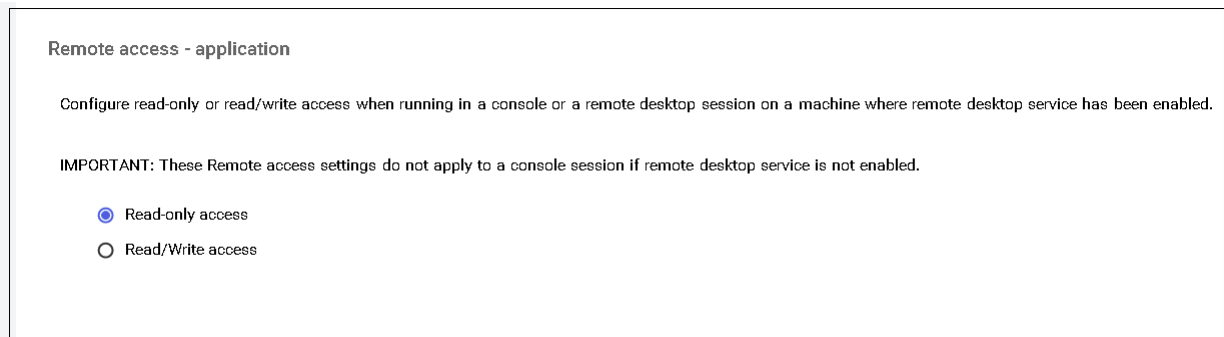 Remote access - application
Configure read-only or read/write access when running in a console or a remote desktop session on a machine where remote desktop service has been enabled.
IMPORTANT: These Remote access settings do not apply to a console session if remote desktop service is not enabled.
Read-only access
Read/Write access